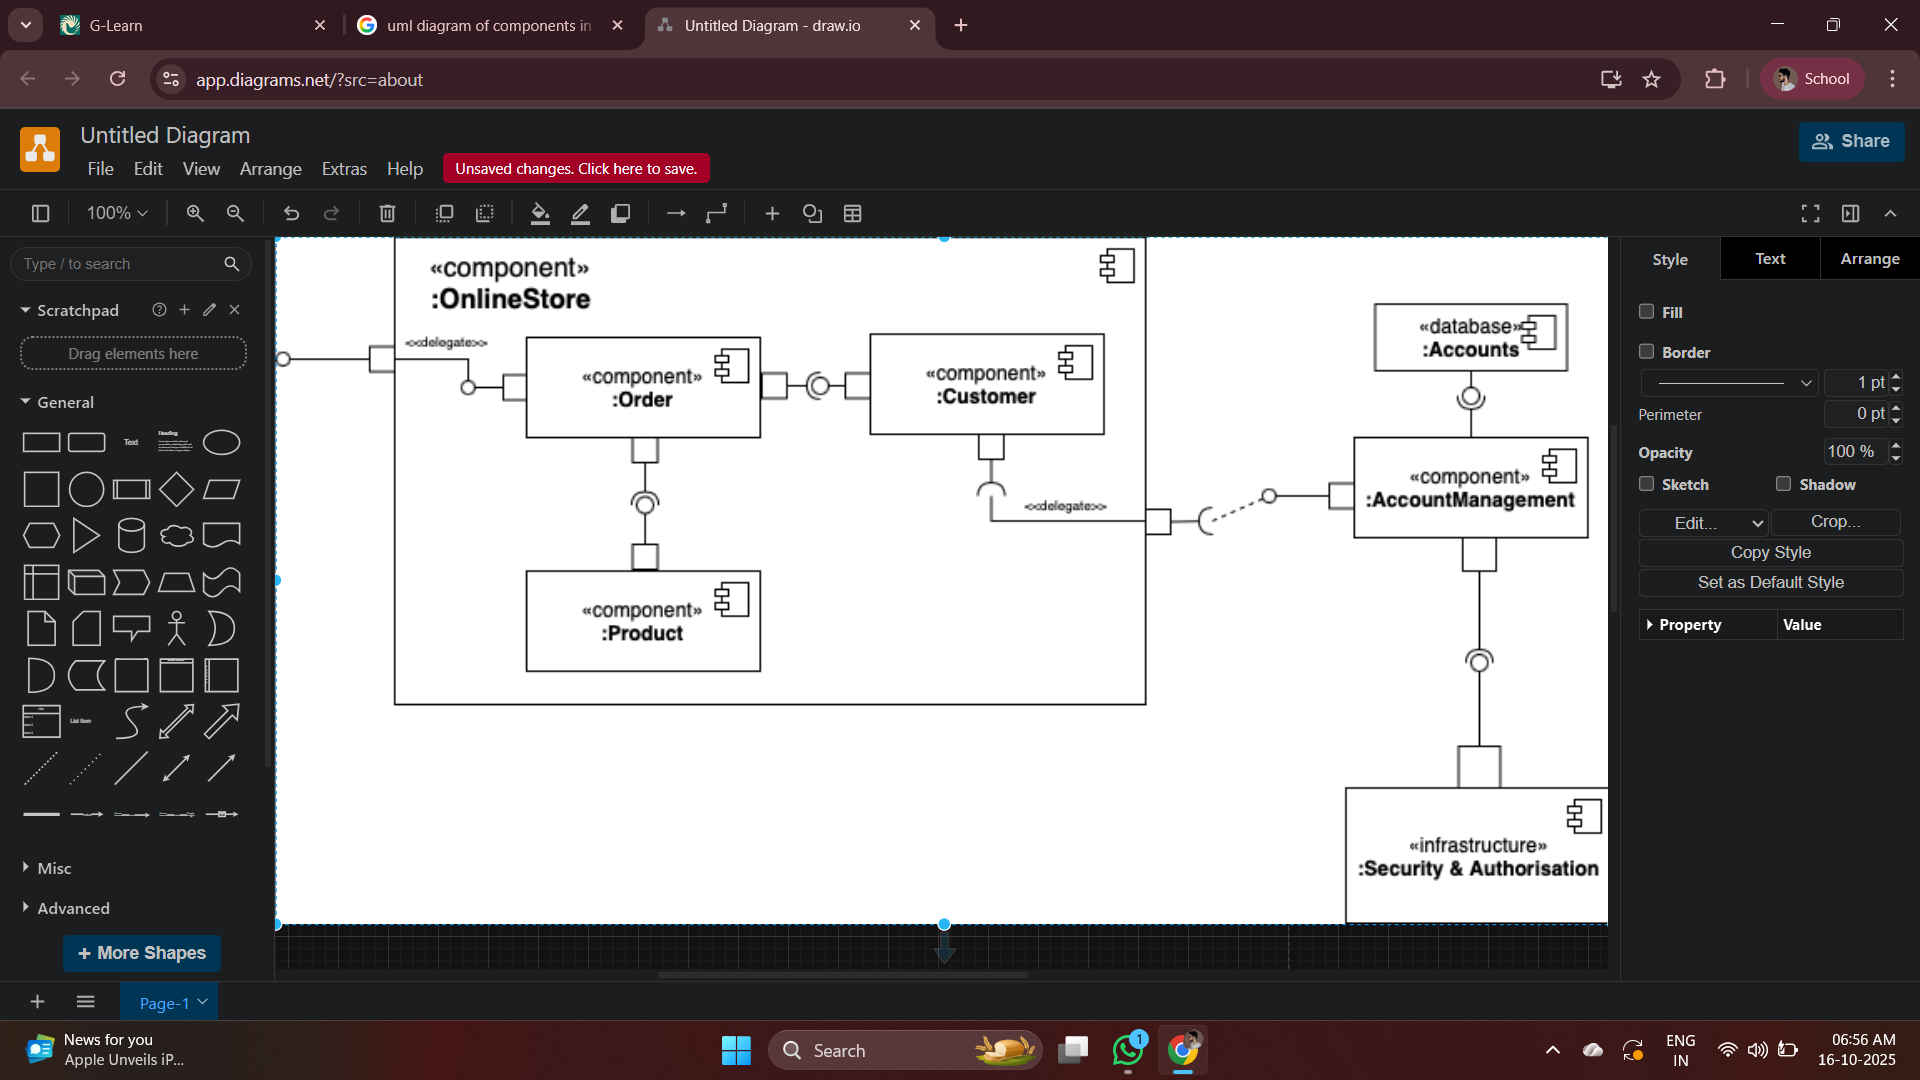 G-Learn
uml diagram of components in
Untitled Diagram - draw.io
app.diagrams.net/?src=about
School
Untitled Diagram
File Edit View Arrange Extras Help
Unsaved changes. Click here to save.
Share
100%
Type / to search
Scratchpad
Drag elements here
General
Text
Heading
List Item
Misc
Advanced
+ More Shapes
«component»
:OnlineStore
<<delegate>>
«component»
:Order
«component»
:Customer
<<delegate>>
«component»
:Product
«database»
:Accounts
«component»
:AccountManagement
«infrastructure»
:Security & Authorisation
Style Text Arrange
Fill
Border
1 pt
Perimeter
0 pt
Opacity
100 %
Sketch
Shadow
Edit...
Crop...
Copy Style
Set as Default Style
Property Value
Page-1
News for you
Apple Unveils iP...
Search
1
ENG
IN
06:56 AM
16-10-2025